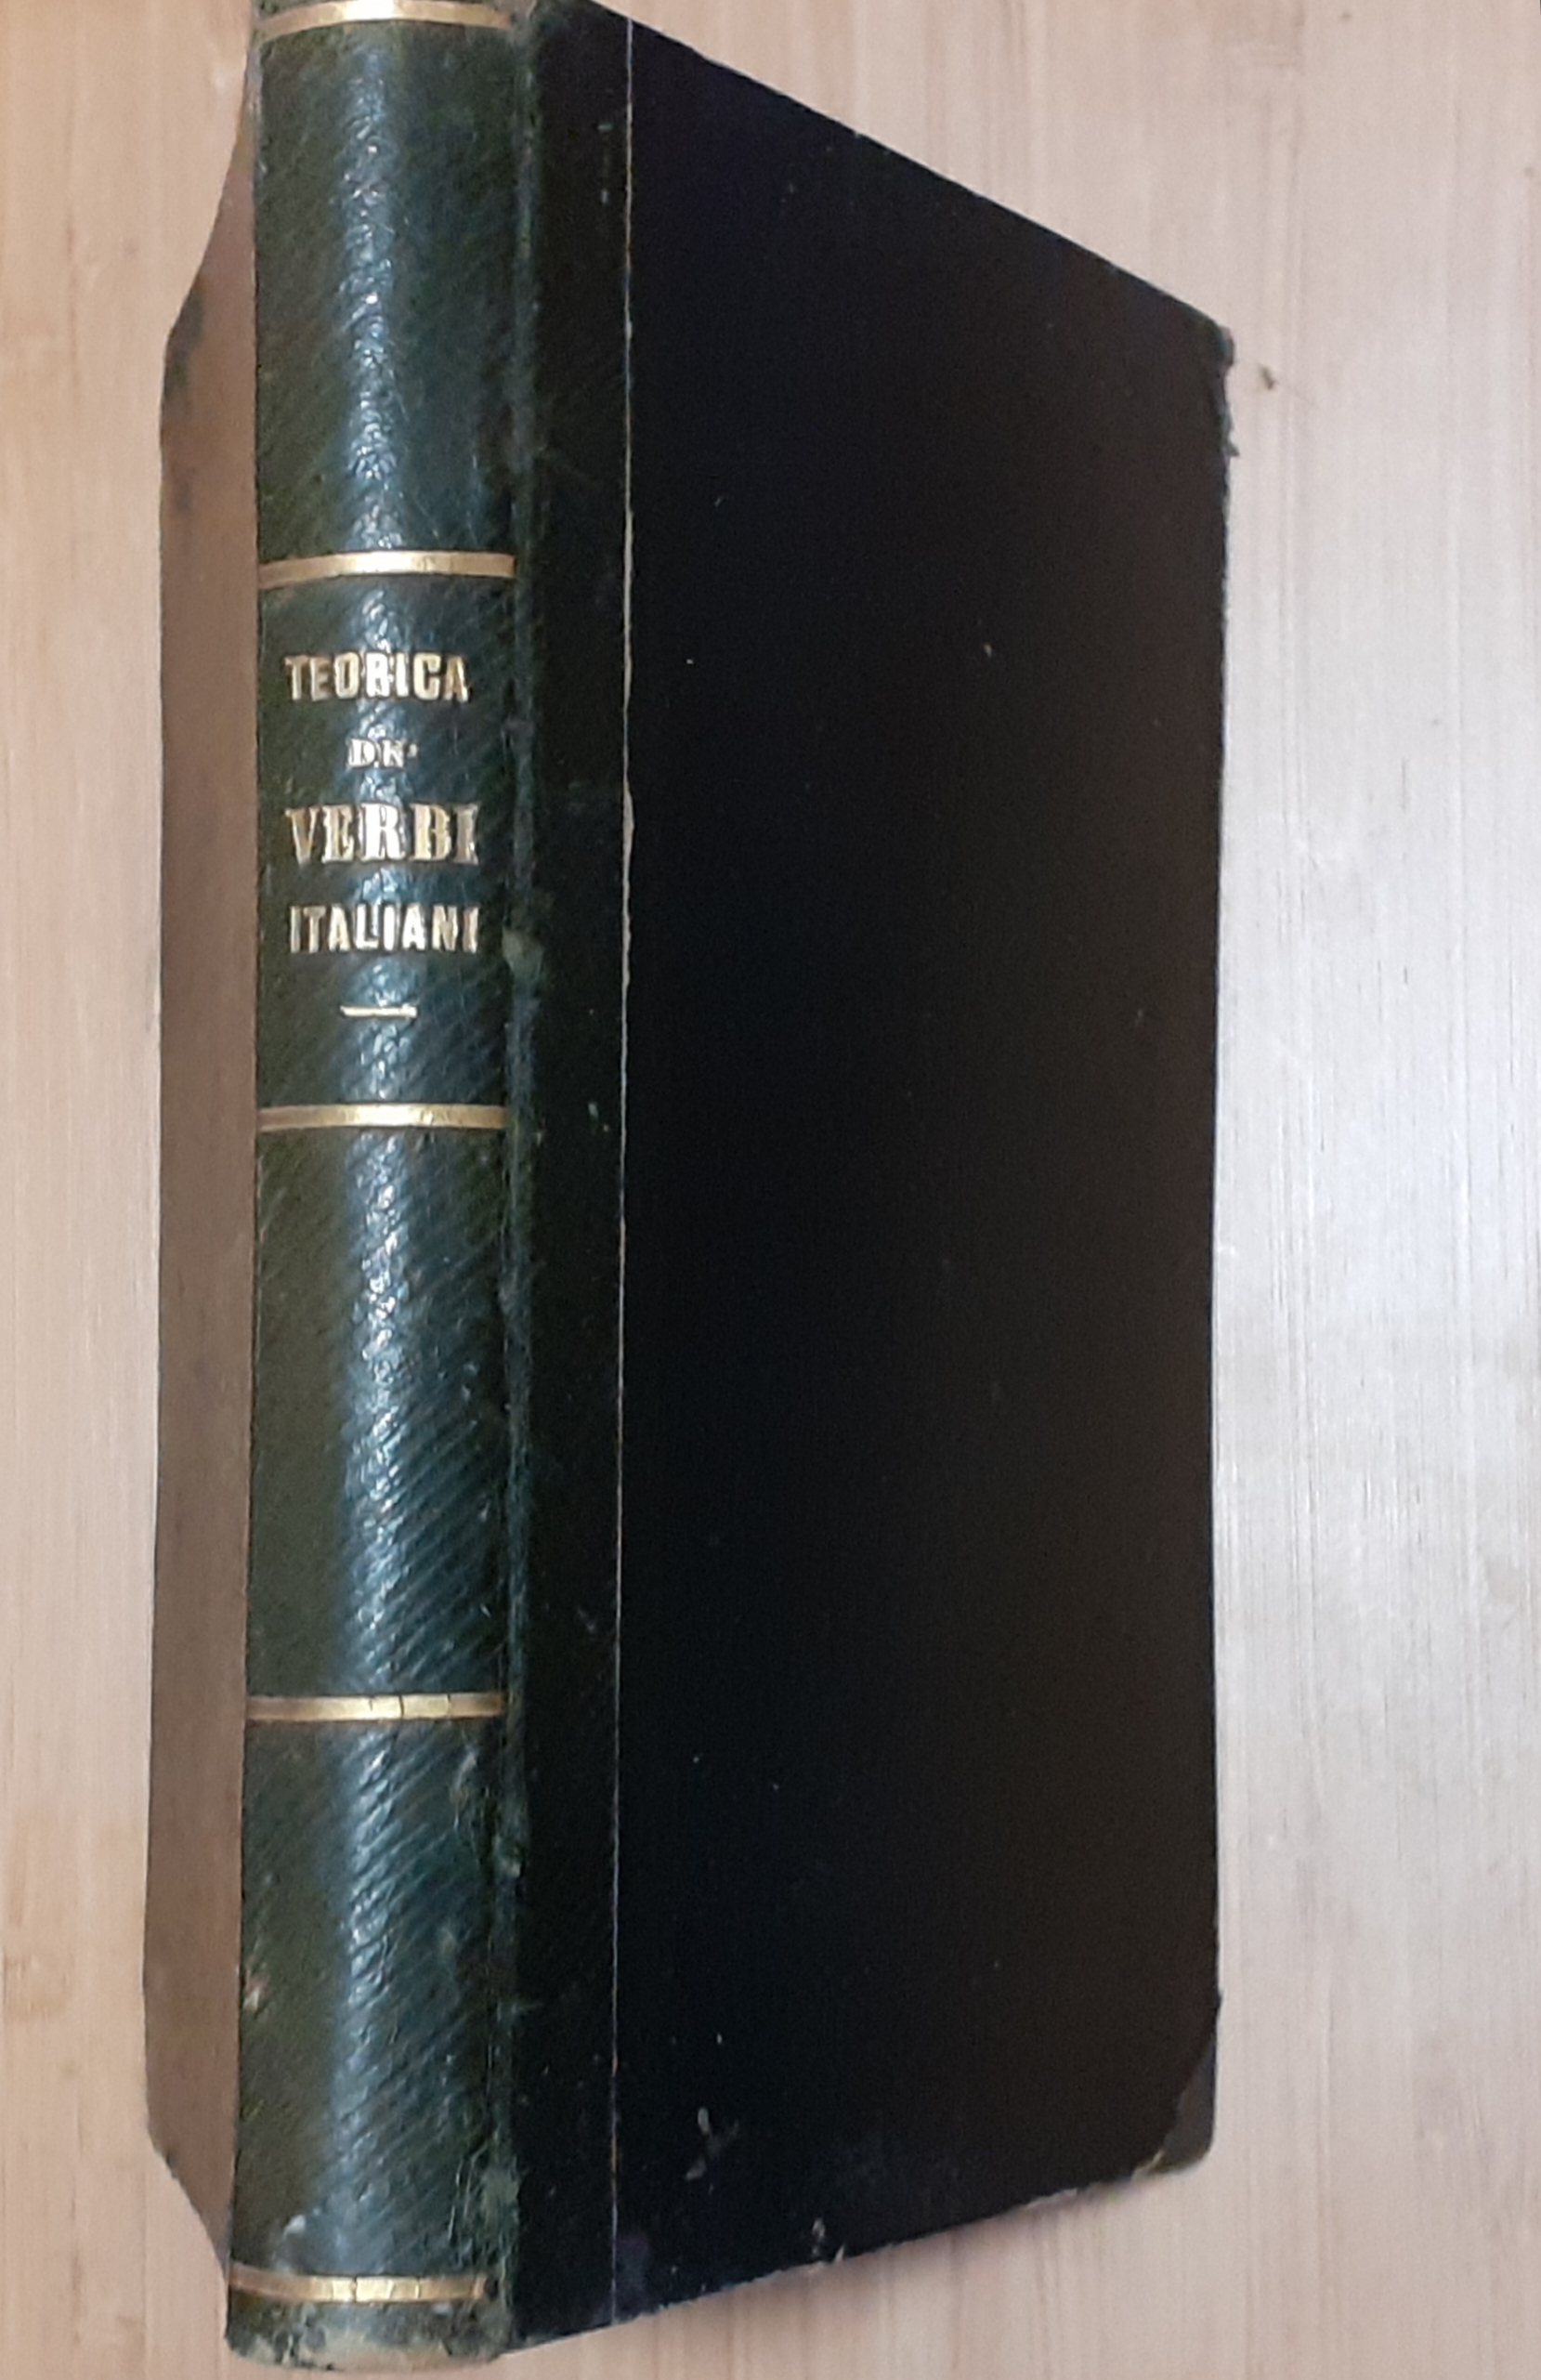 TEORICA
DE'
VERBI
ITALIANI